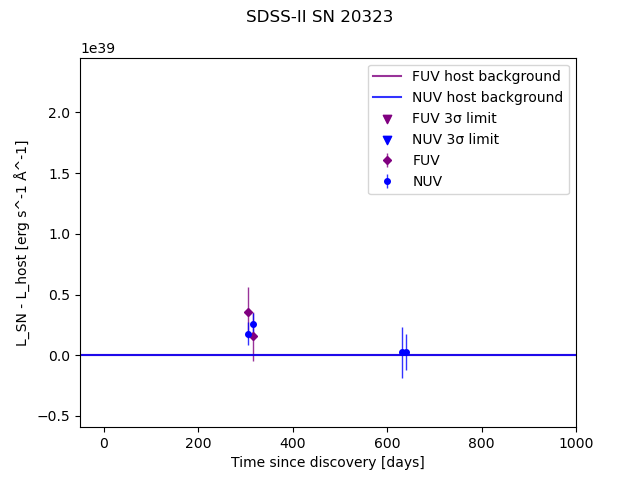 SDSS-II SN 20323
1e39
FUV host background
NUV host background
FUV 3σ limit
NUV 3σ limit
FUV
NUV
2.0
1.5
1.0
0.5
0.0
−0.5
L_SN - L_host [erg s^-1 Å^-1]
0 200 400 600 800 1000
Time since discovery [days]